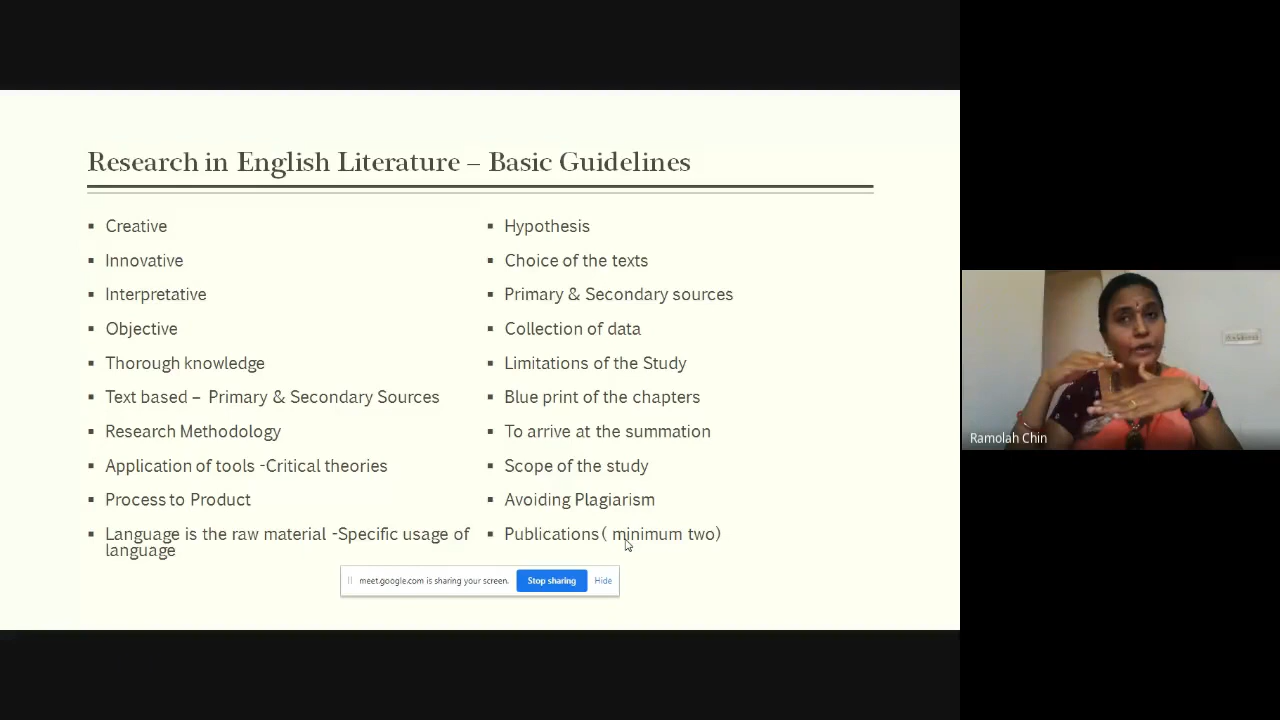 Research in English Literature – Basic Guidelines
▪ Creative
▪ Innovative
▪ Interpretative
▪ Objective
▪ Thorough knowledge
▪ Text based – Primary & Secondary Sources
▪ Research Methodology
▪ Application of tools -Critical theories
▪ Process to Product
▪ Language is the raw material -Specific usage of
language
▪ Hypothesis
▪ Choice of the texts
▪ Primary & Secondary sources
▪ Collection of data
▪ Limitations of the Study
▪ Blue print of the chapters
▪ To arrive at the summation
▪ Scope of the study
▪ Avoiding Plagiarism
▪ Publications ( minimum two)
meet.google.com is sharing your screen. Stop sharing Hide
Ramolah Chin